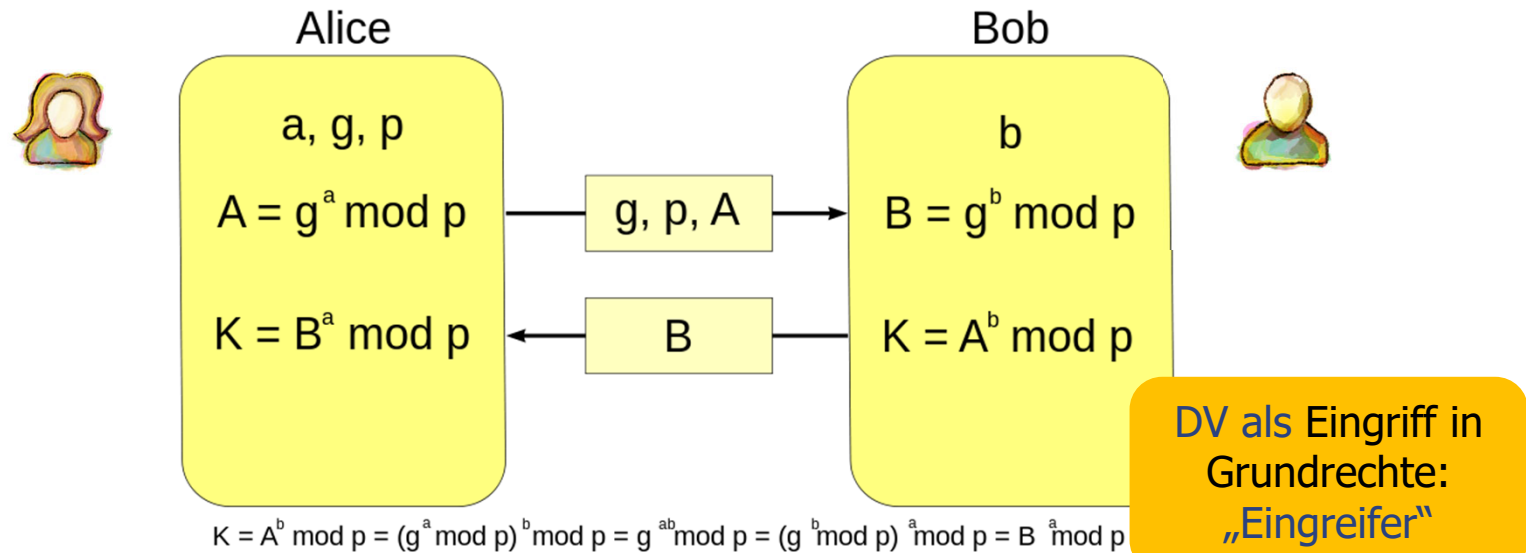 Alice
Bob
a, g, p
b
A = g^a mod p
g, p, A
B = g^b mod p
K = B^a mod p
B
K = A^b mod p
K = A^b mod p = (g^a mod p)^b mod p = g^ab mod p = (g^b mod p)^a mod p = B^a mod p
DV als Eingriff in
Grundrechte:
„Eingreifer“